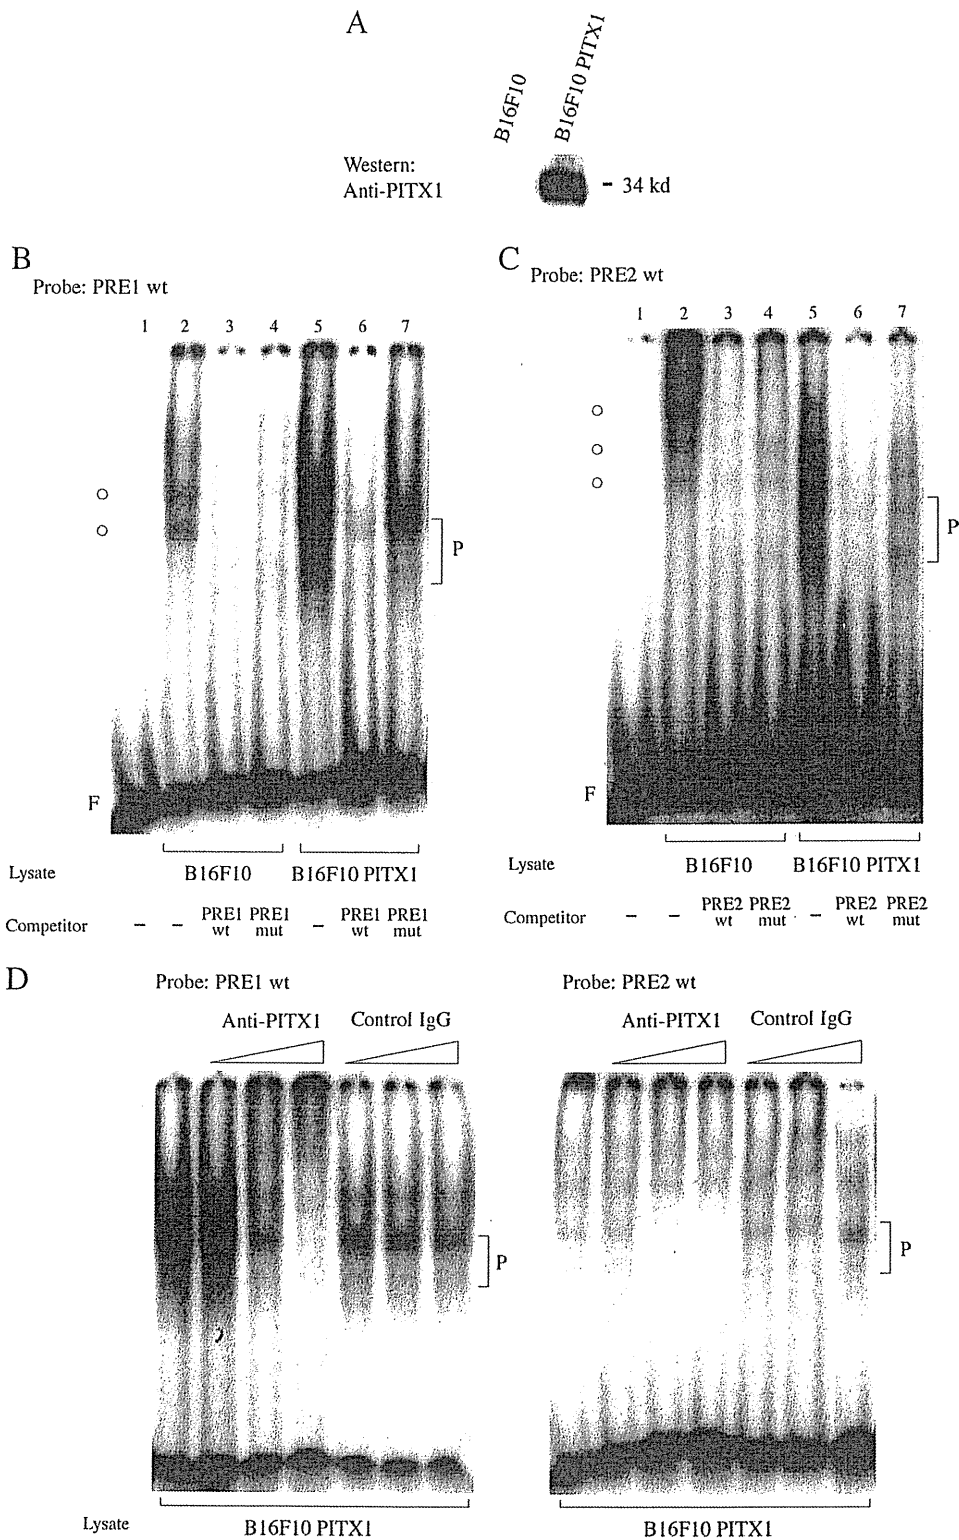 A
B16F10
B16F10 PITX1
Western:
Anti-PITX1
34 kd
B
Probe: PRE1 wt
1 2 3 4 5 6 7
P
F
Lysate
B16F10 B16F10 PITX1
Competitor
– – PRE1 wt PRE1 mut – PRE1 wt PRE1 mut
C
Probe: PRE2 wt
1 2 3 4 5 6 7
P
F
Lysate
B16F10 B16F10 PITX1
Competitor
– – PRE2 wt PRE2 mut – PRE2 wt PRE2 mut
D
Probe: PRE1 wt
Anti-PITX1 Control IgG
P
Lysate
B16F10 PITX1
Probe: PRE2 wt
Anti-PITX1 Control IgG
P
B16F10 PITX1